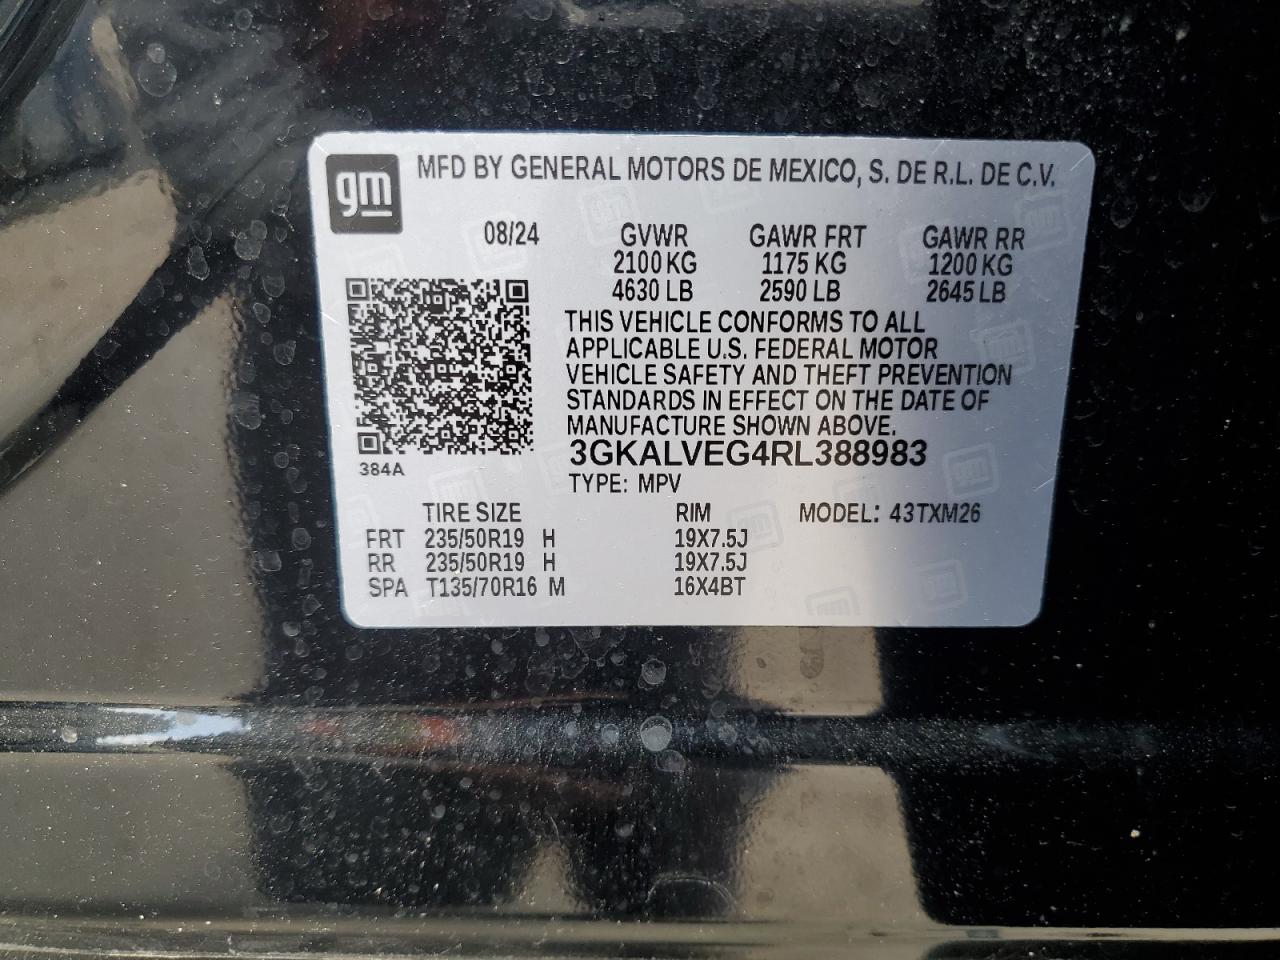 gm
MFD BY GENERAL MOTORS DE MEXICO, S. DE R.L. DE C.V.
08/24 GVWR GAWR FRT GAWR RR
2100 KG 1175 KG 1200 KG
4630 LB 2590 LB 2645 LB
THIS VEHICLE CONFORMS TO ALL
APPLICABLE U.S. FEDERAL MOTOR
VEHICLE SAFETY AND THEFT PREVENTION
STANDARDS IN EFFECT ON THE DATE OF
MANUFACTURE SHOWN ABOVE.
3GKALVEG4RL388983
384A
TYPE: MPV
TIRE SIZE RIM MODEL: 43TXM26
FRT 235/50R19 H 19X7.5J
RR 235/50R19 H 19X7.5J
SPA T135/70R16 M 16X4BT